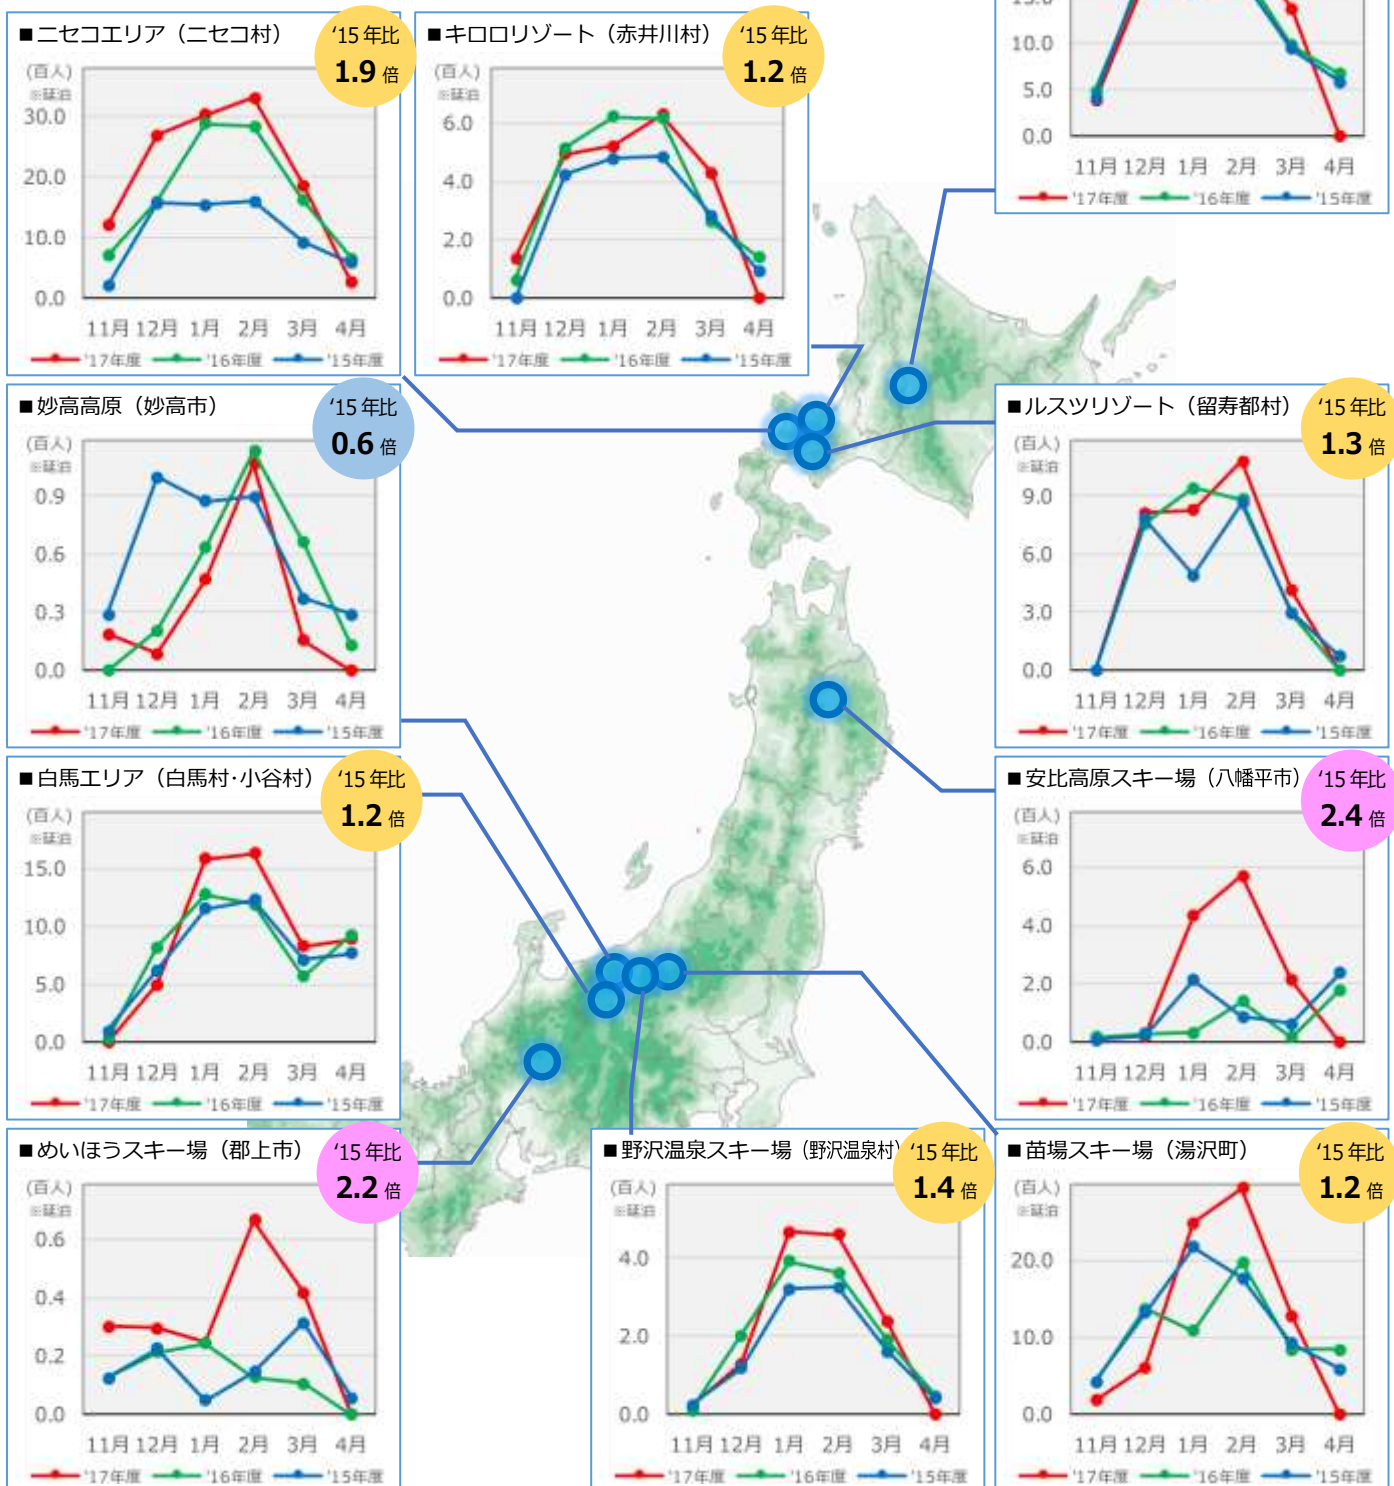 15.0
10.0
5.0
0.0
11月 12月 1月 2月 3月 4月
'17年度 '16年度 '15年度
■ニセコエリア（ニセコ村）
‘15 年比
1.9 倍
(百人)
※延泊
30.0
20.0
10.0
0.0
11月 12月 1月 2月 3月 4月
'17年度 '16年度 '15年度
■キロロリゾート（赤井川村）
‘15 年比
1.2 倍
(百人)
※延泊
6.0
4.0
2.0
0.0
11月 12月 1月 2月 3月 4月
'17年度 '16年度 '15年度
■妙高高原（妙高市）
‘15 年比
0.6 倍
(百人)
※延泊
0.9
0.6
0.3
0.0
11月 12月 1月 2月 3月 4月
'17年度 '16年度 '15年度
■ルスツリゾート（留寿都村）
‘15 年比
1.3 倍
(百人)
※延泊
9.0
6.0
3.0
0.0
11月 12月 1月 2月 3月 4月
'17年度 '16年度 '15年度
■白馬エリア（白馬村･小谷村）
‘15 年比
1.2 倍
(百人)
※延泊
15.0
10.0
5.0
0.0
11月 12月 1月 2月 3月 4月
'17年度 '16年度 '15年度
■安比高原スキー場（八幡平市）
‘15 年比
2.4 倍
(百人)
※延泊
6.0
4.0
2.0
0.0
11月 12月 1月 2月 3月 4月
'17年度 '16年度 '15年度
■めいほうスキー場（郡上市）
‘15 年比
2.2 倍
(百人)
※延泊
0.6
0.4
0.2
0.0
11月 12月 1月 2月 3月 4月
'17年度 '16年度 '15年度
■野沢温泉スキー場（野沢温泉村）
‘15 年比
1.4 倍
(百人)
※延泊
4.0
2.0
0.0
11月 12月 1月 2月 3月 4月
'17年度 '16年度 '15年度
■苗場スキー場（湯沢町）
‘15 年比
1.2 倍
(百人)
※延泊
20.0
10.0
0.0
11月 12月 1月 2月 3月 4月
'17年度 '16年度 '15年度